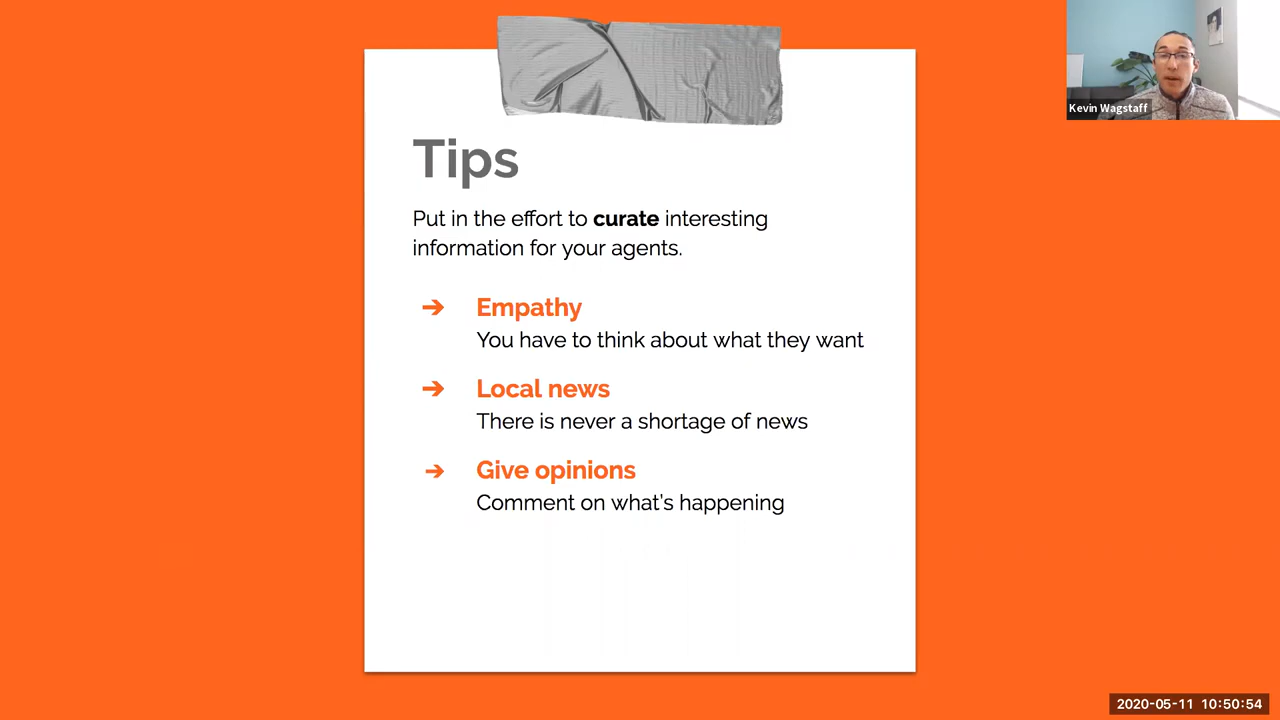 Tips
Put in the effort to curate interesting
information for your agents.
➔ Empathy
You have to think about what they want
➔ Local news
There is never a shortage of news
➔ Give opinions
Comment on what's happening
Kevin Wagstaff
2020-05-11 10:50:54